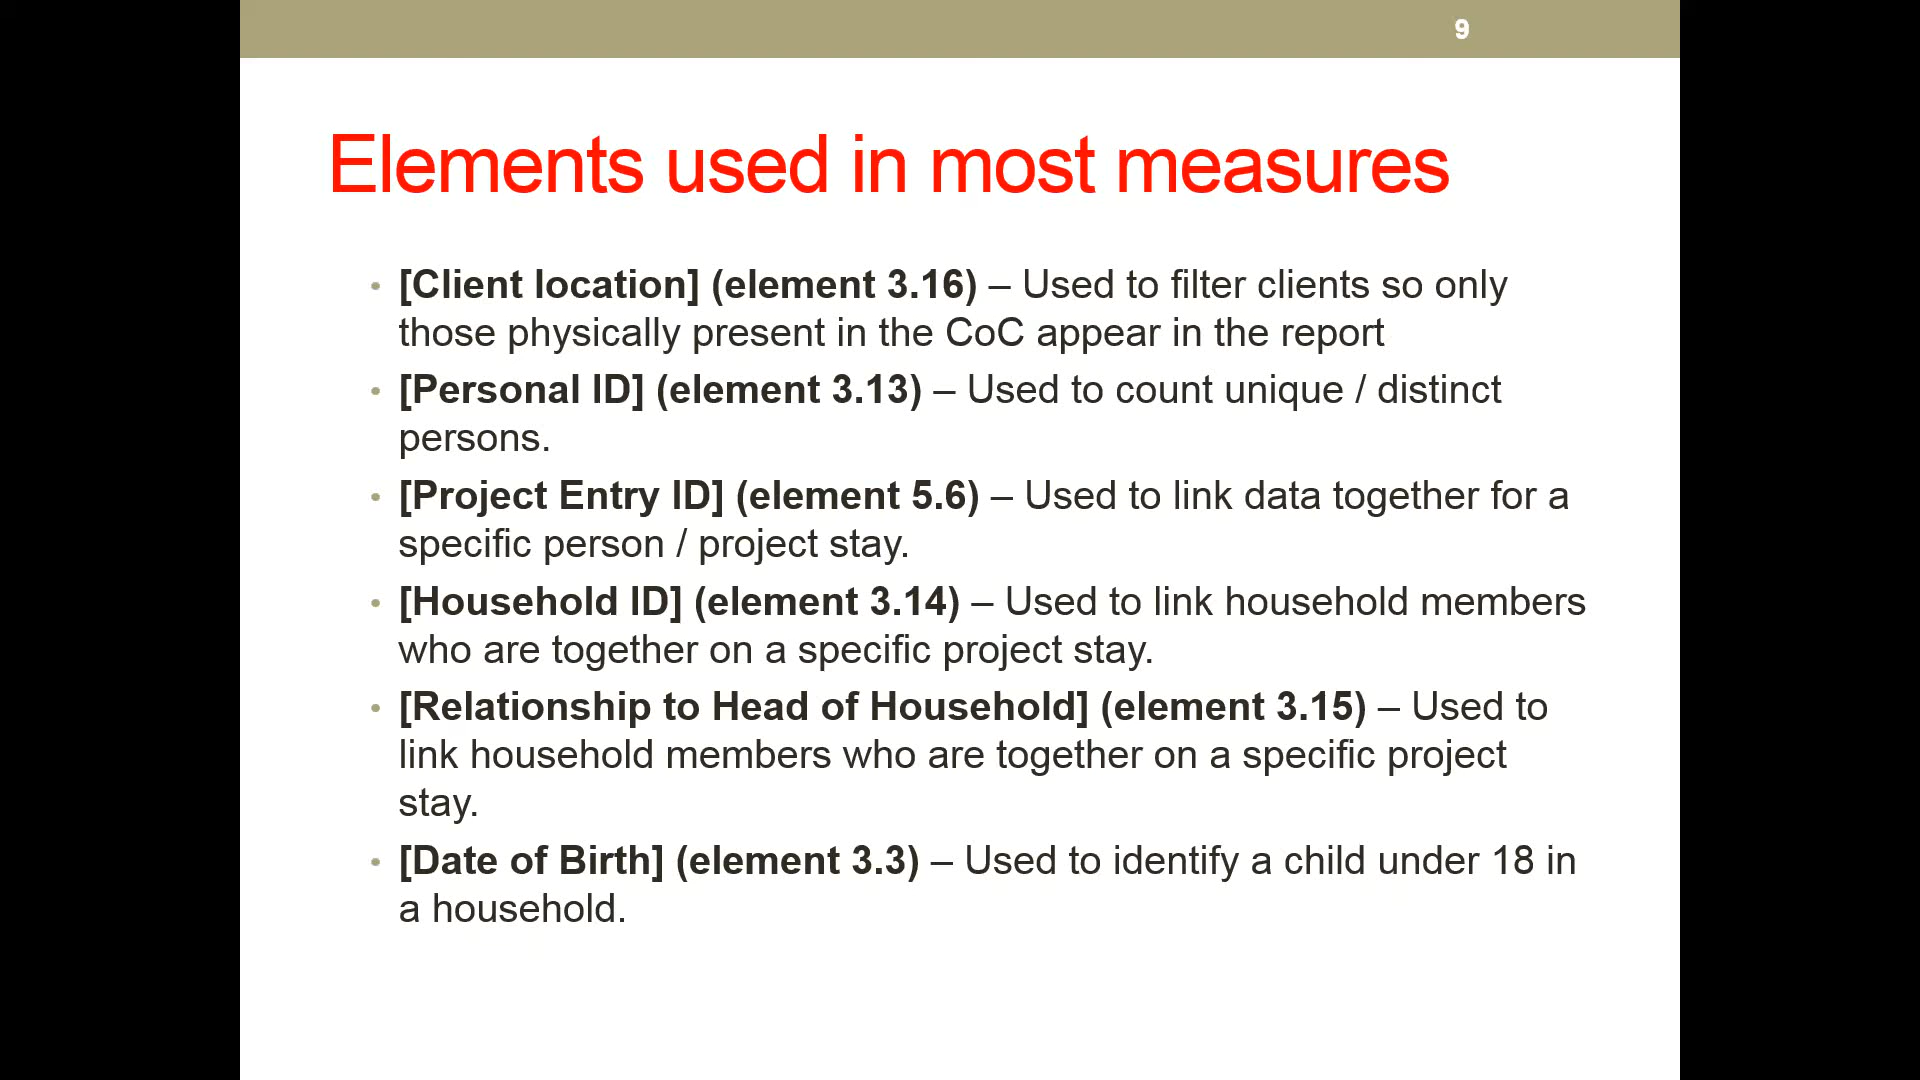 9
Elements used in most measures
• [Client location] (element 3.16) – Used to filter clients so only
those physically present in the CoC appear in the report
• [Personal ID] (element 3.13) – Used to count unique / distinct
persons.
• [Project Entry ID] (element 5.6) – Used to link data together for a
specific person / project stay.
• [Household ID] (element 3.14) – Used to link household members
who are together on a specific project stay.
• [Relationship to Head of Household] (element 3.15) – Used to
link household members who are together on a specific project
stay.
• [Date of Birth] (element 3.3) – Used to identify a child under 18 in
a household.